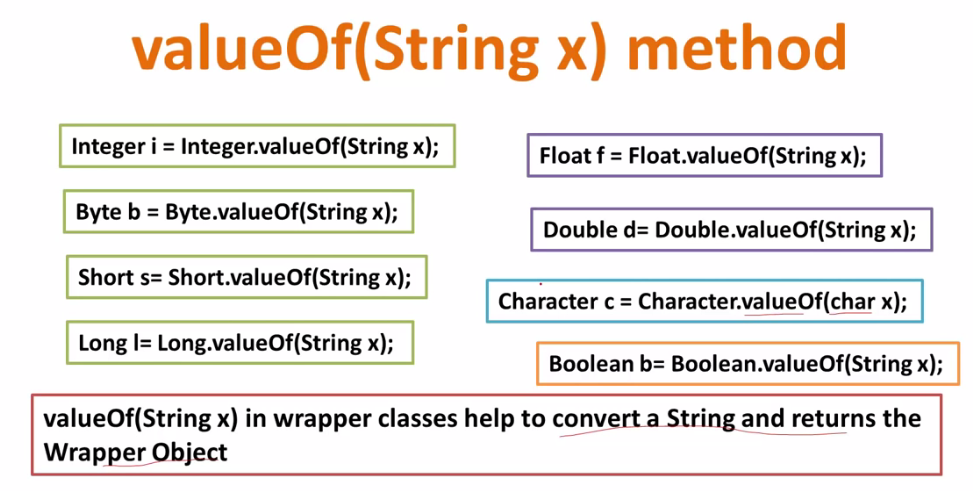 valueOf(String x) method
Integer i = Integer.valueOf(String x);
Byte b = Byte.valueOf(String x);
Short s= Short.valueOf(String x);
Long l= Long.valueOf(String x);
Float f = Float.valueOf(String x);
Double d= Double.valueOf(String x);
Character c = Character.valueOf(char x);
Boolean b= Boolean.valueOf(String x);
valueOf(String x) in wrapper classes help to convert a String and returns the
Wrapper Object